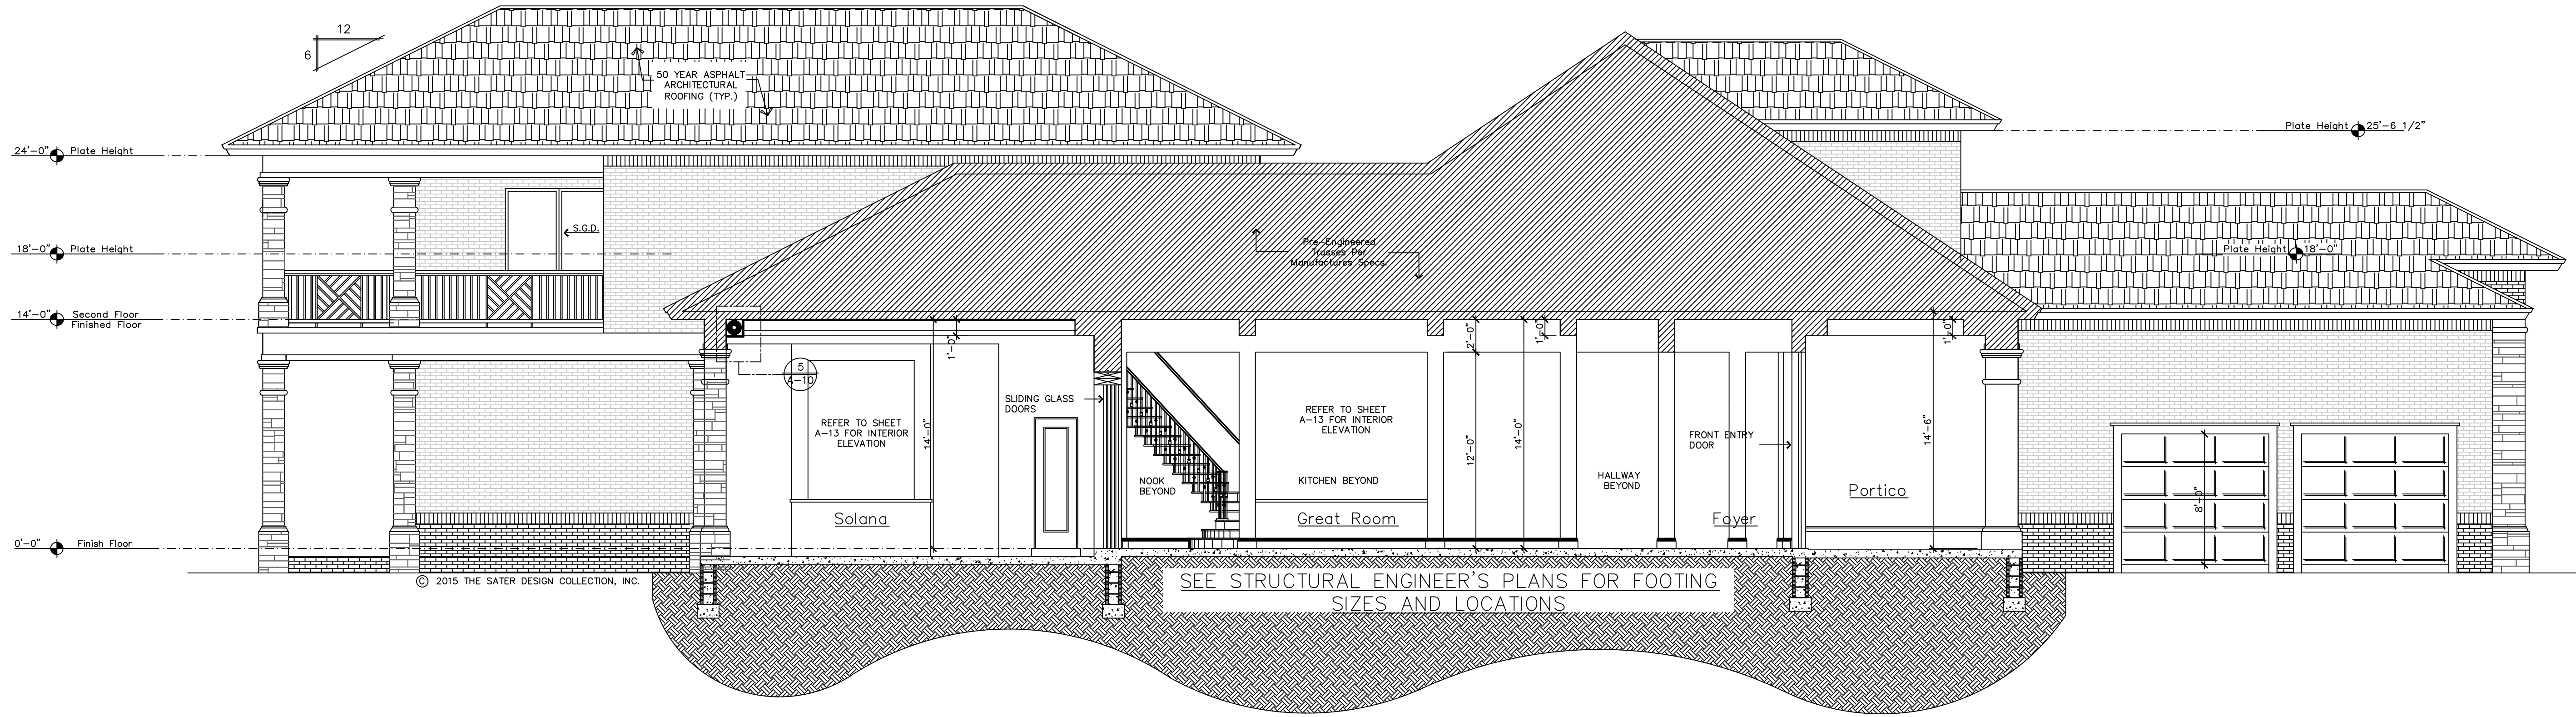 12
6
50 YEAR ASPHALT
ARCHITECTURAL
ROOFING (TYP.)
Plate Height 25'-6 1/2"
24'-0" Plate Height
S.G.D.
18'-0" Plate Height
Pre-Engineered
Trusses Per
Manufactures Specs.
Plate Height 18'-0"
14'-0" Second Floor
Finished Floor
1'-0"
2'-0"
1'-0"
1'-0"
5
A-10
SLIDING GLASS
DOORS
REFER TO SHEET
A-13 FOR INTERIOR
ELEVATION
14'-0"
REFER TO SHEET
A-13 FOR INTERIOR
ELEVATION
12'-0"
14'-0"
FRONT ENTRY
DOOR
14'-6"
NOOK
BEYOND
KITCHEN BEYOND
HALLWAY
BEYOND
Portico
8'-0"
Solana
Great Room
Foyer
0'-0" Finish Floor
© 2015 THE SATER DESIGN COLLECTION, INC.
SEE STRUCTURAL ENGINEER'S PLANS FOR FOOTING
SIZES AND LOCATIONS